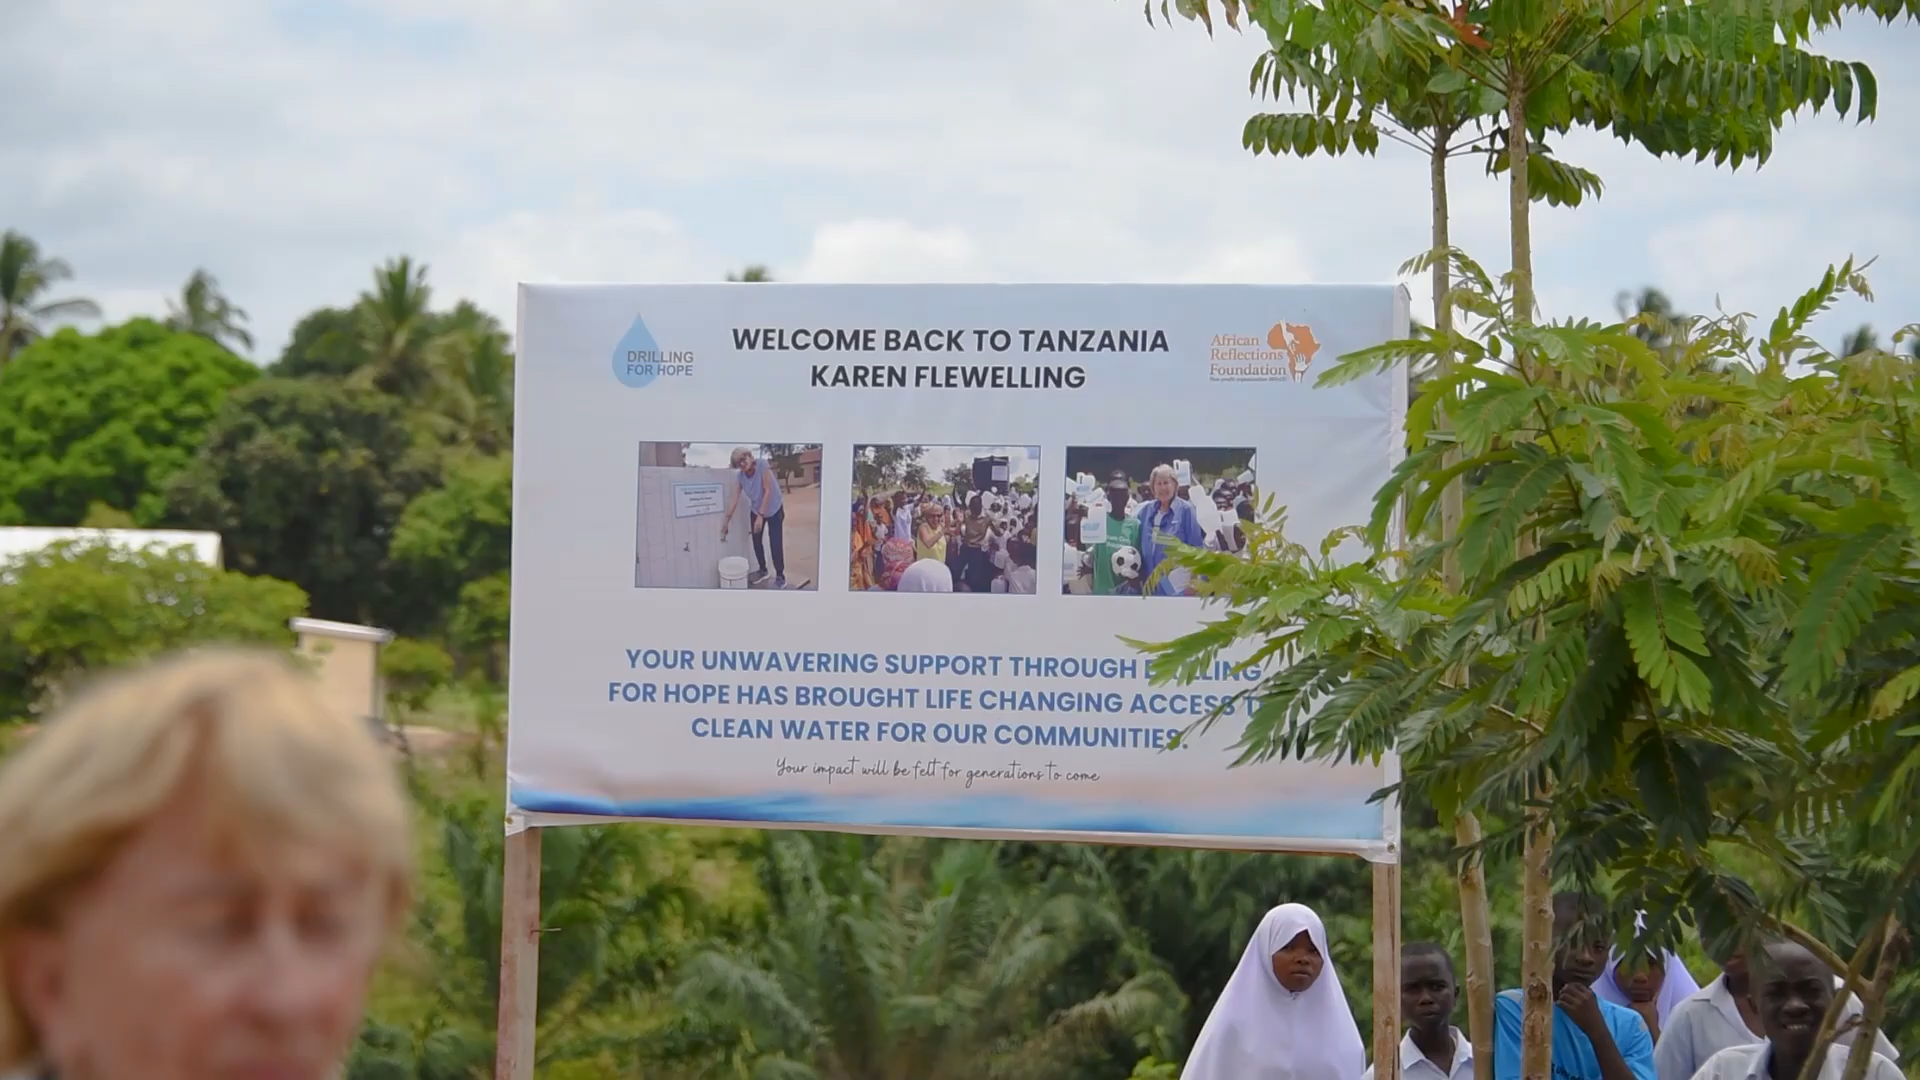 DRILLING
FOR HOPE
WELCOME BACK TO TANZANIA
KAREN FLEWELLING
African
Reflections
Foundation
YOUR UNWAVERING SUPPORT THROUGH
FOR HOPE HAS BROUGHT LIFE CHANGING ACCESS
CLEAN WATER FOR OUR COMMUNITIES.
Your impact will be felt for generations to come